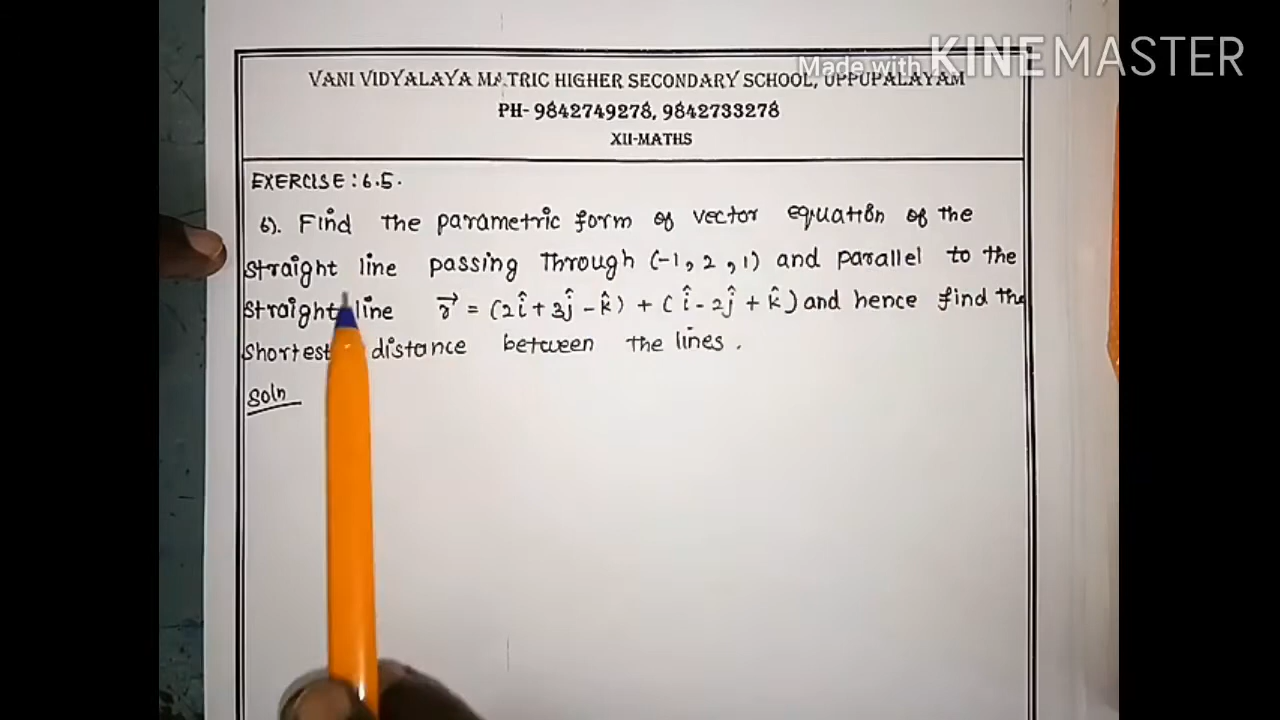 Made with KINEMASTER
VANI VIDYALAYA MATRIC HIGHER SECONDARY SCHOOL, UPPUPALAYAM
PH- 9842749278, 9842733278
XII-MATHS
EXERCISE : 6.5.
6). Find the parametric form of vector equation of the
straight line passing through (-1, 2, 1) and parallel to the
straight line r⃗ = (2î + 3ĵ - k̂) + (î - 2ĵ + k̂) and hence find the
shortest distance between the lines.
Soln